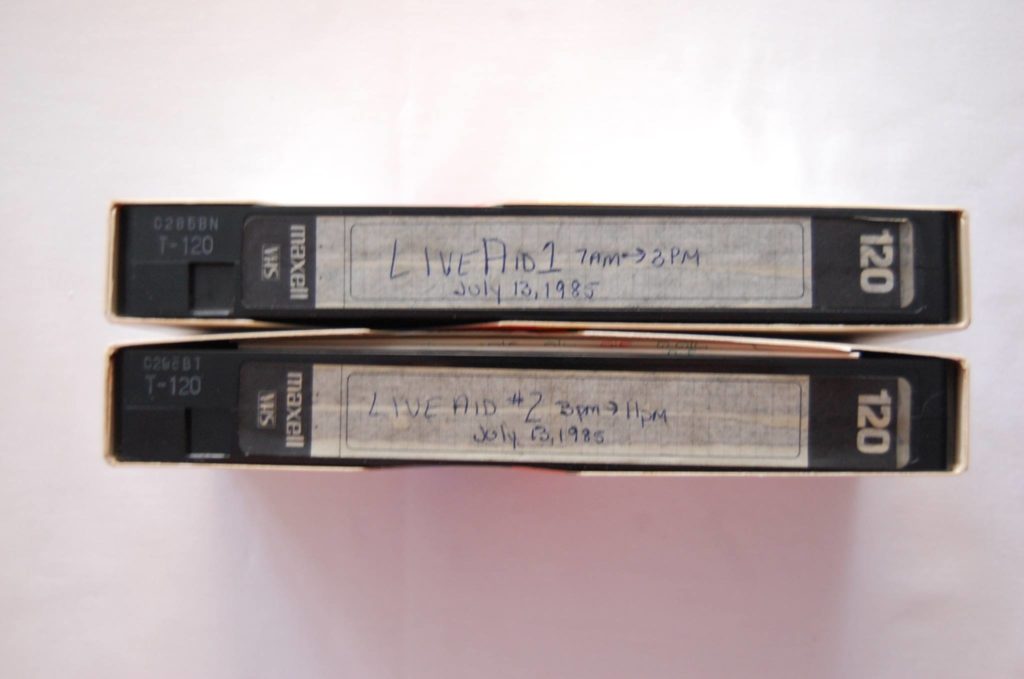 C285BN
T-120
maxell
VHS
LIVE AID 1 7AM→3PM
July 13, 1985
120
T-120
maxell
VHS
LIVE AID #2 3pm→11pm
July 13, 1985
120